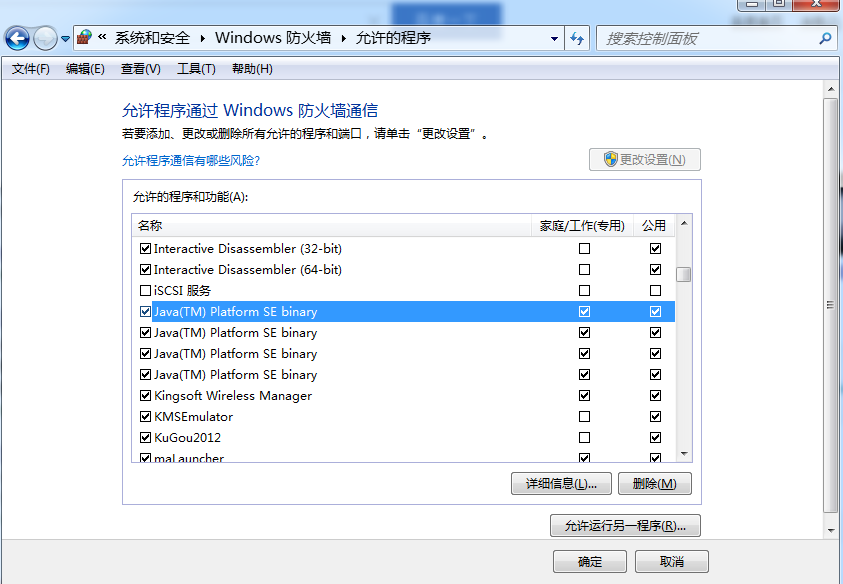 « 系统和安全 ▸ Windows 防火墙 ▸ 允许的程序
搜索控制面板
文件(F) 编辑(E) 查看(V) 工具(T) 帮助(H)
允许程序通过 Windows 防火墙通信
若要添加、更改或删除所有允许的程序和端口，请单击“更改设置”。
允许程序通信有哪些风险?
更改设置(N)
允许的程序和功能(A):
名称 家庭/工作(专用) 公用
Interactive Disassembler (32-bit)
Interactive Disassembler (64-bit)
iSCSI 服务
Java(TM) Platform SE binary
Java(TM) Platform SE binary
Java(TM) Platform SE binary
Java(TM) Platform SE binary
Kingsoft Wireless Manager
KMSEmulator
KuGou2012
maLauncher
详细信息(L)... 删除(M)
允许运行另一程序(R)...
确定 取消